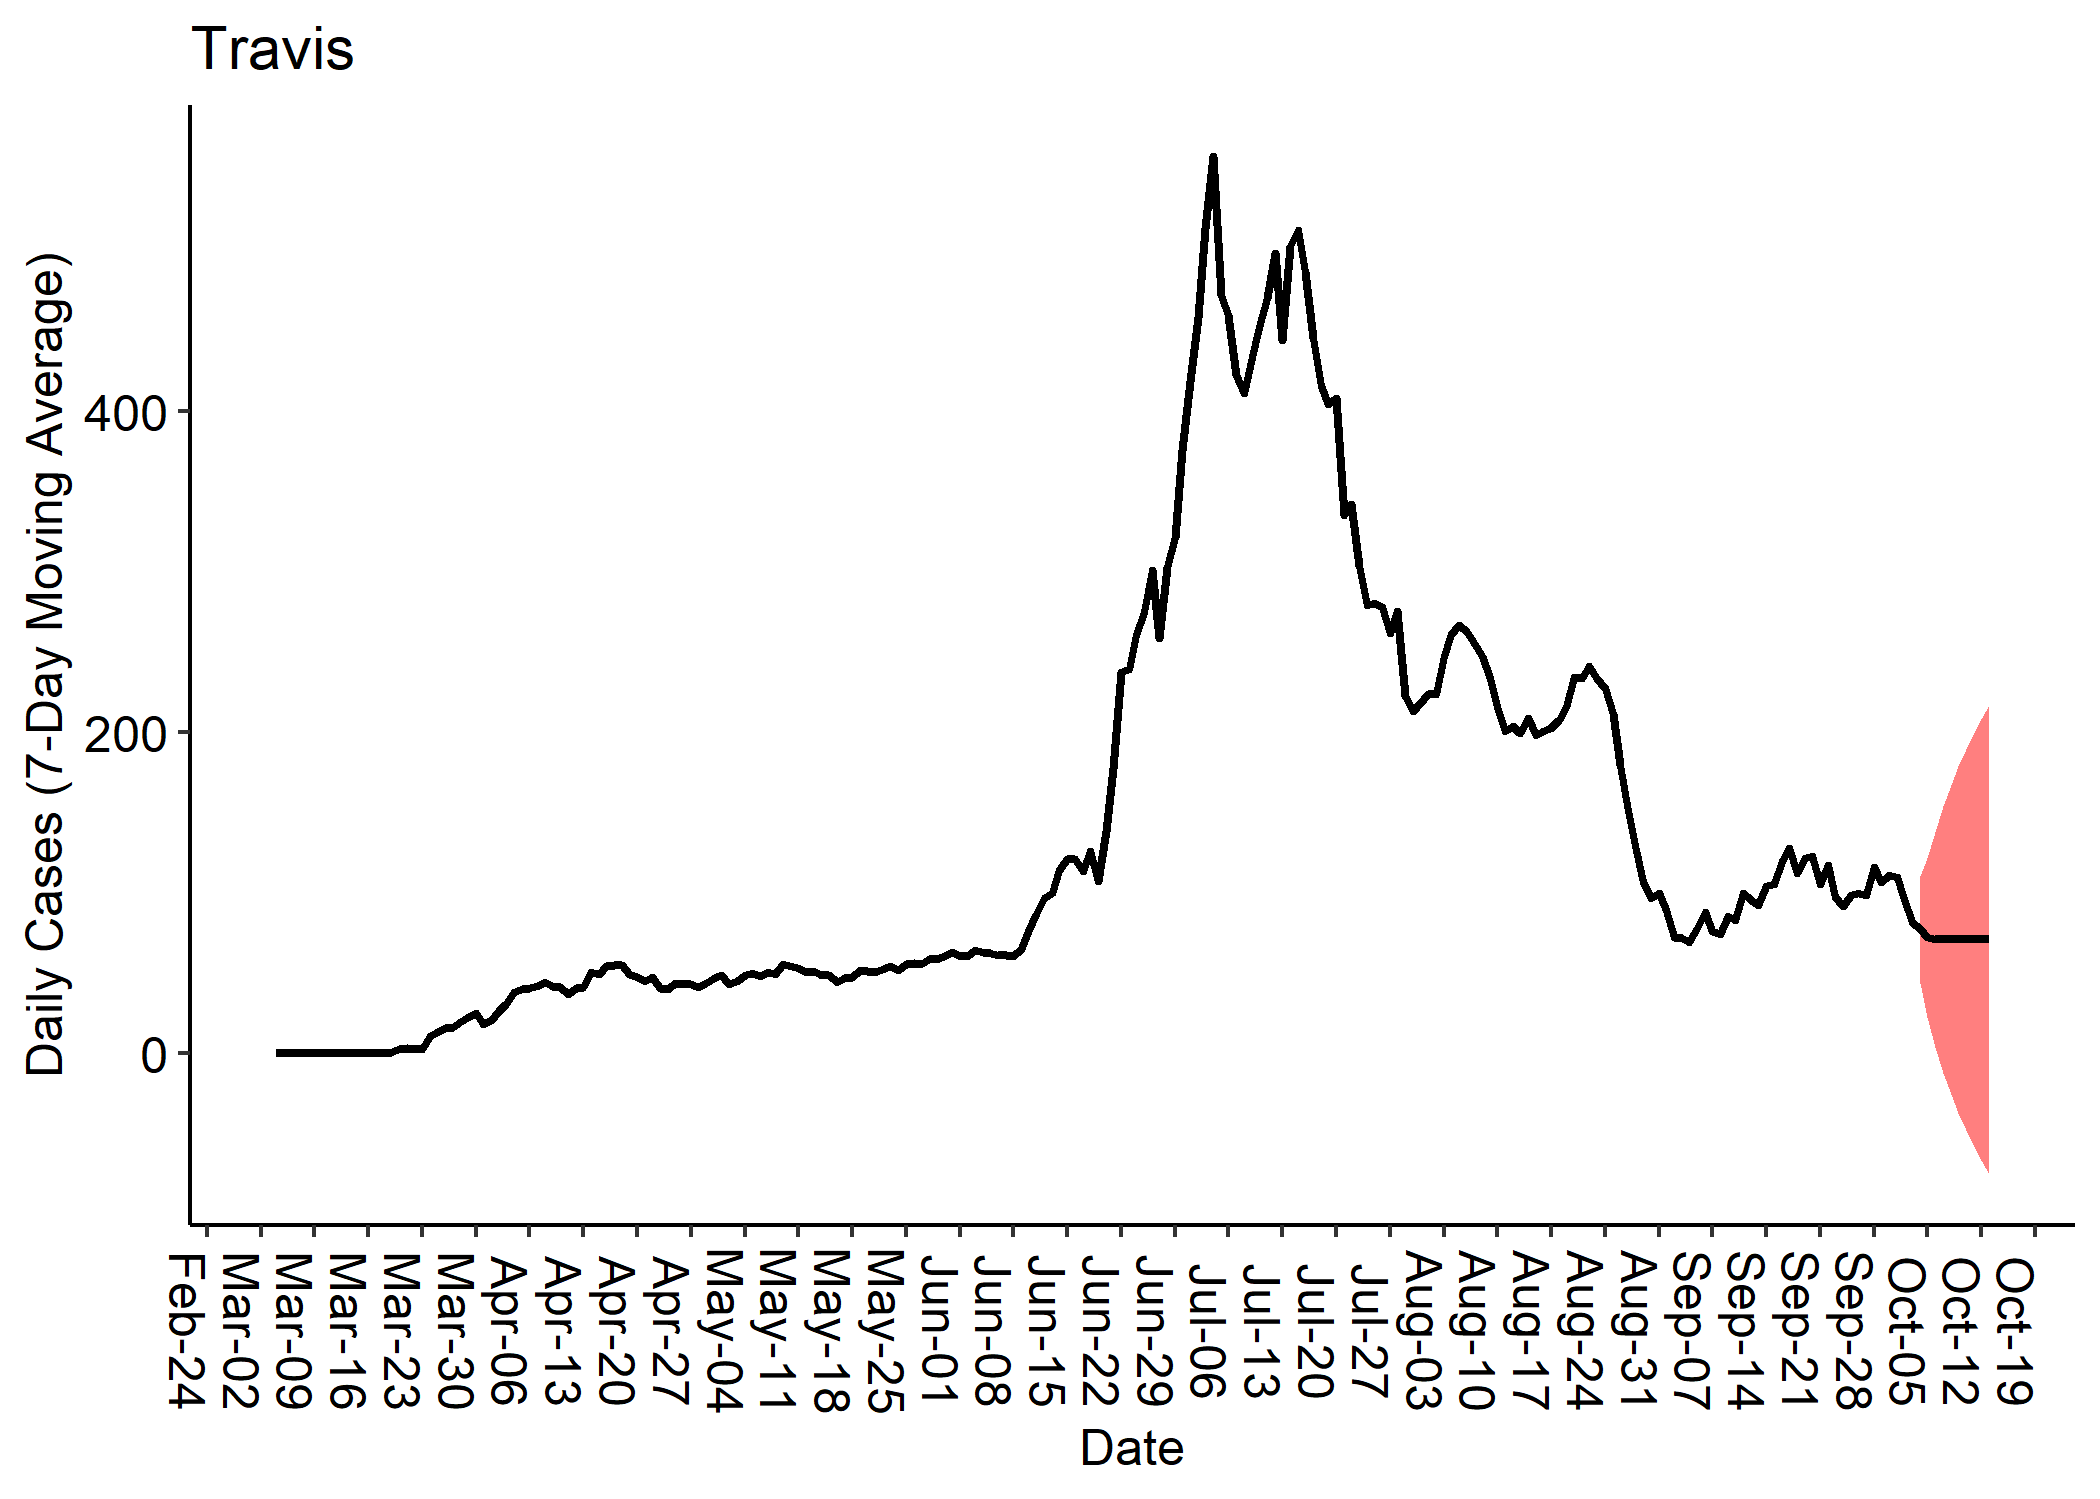 Travis
Daily Cases (7-Day Moving Average)
400
200
0
Feb-24
Mar-02
Mar-09
Mar-16
Mar-23
Mar-30
Apr-06
Apr-13
Apr-20
Apr-27
May-04
May-11
May-18
May-25
Jun-01
Jun-08
Jun-15
Jun-22
Jun-29
Jul-06
Jul-13
Jul-20
Jul-27
Aug-03
Aug-10
Aug-17
Aug-24
Aug-31
Sep-07
Sep-14
Sep-21
Sep-28
Oct-05
Oct-12
Oct-19
Date